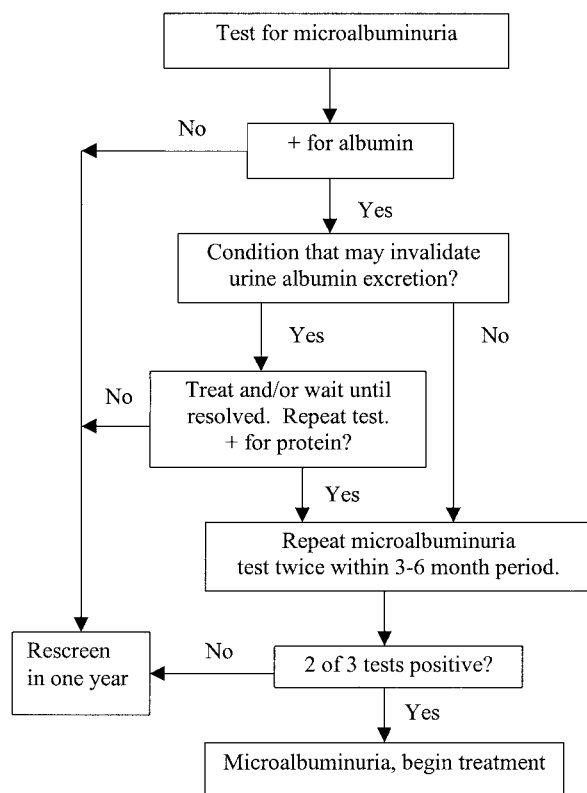 Test for microalbuminuria
No
+ for albumin
Yes
Condition that may invalidate
urine albumin excretion?
Yes
No
No
Treat and/or wait until
resolved. Repeat test.
+ for protein?
Yes
Repeat microalbuminuria
test twice within 3-6 month period.
Rescreen
in one year
No
2 of 3 tests positive?
Yes
Microalbuminuria, begin treatment